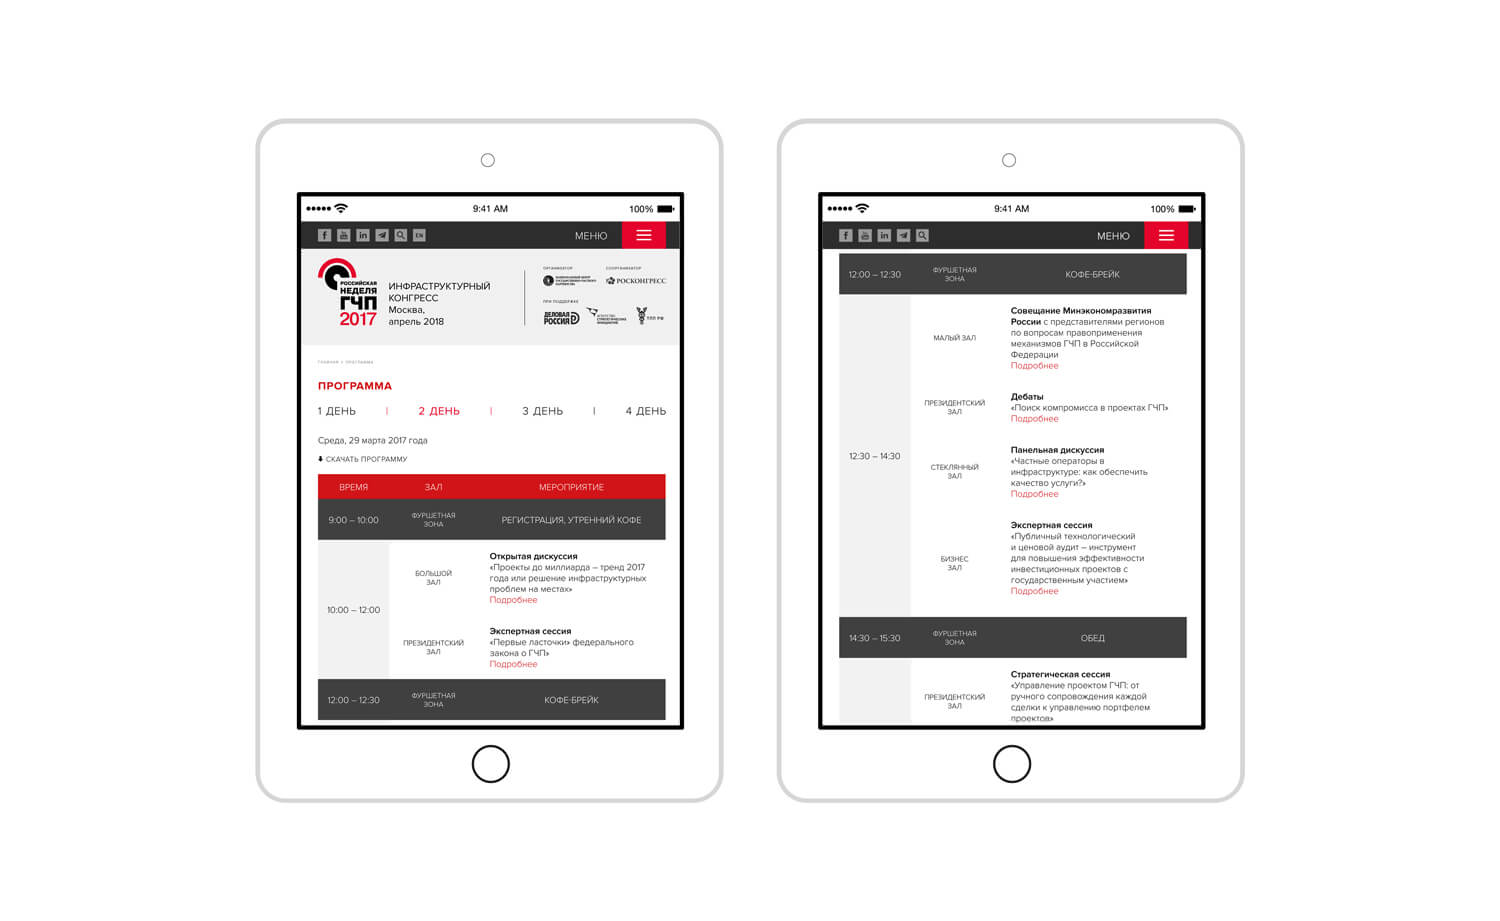 9:41 AM
100%
f
You
in
EN
МЕНЮ
РОССИЙСКАЯ
НЕДЕЛЯ
ГЧП
2017
ИНФРАСТРУКТУРНЫЙ
КОНГРЕСС
Москва,
апрель 2018
ОРГАНИЗАТОР
СООРГАНИЗАТОР
РОСКОНГРЕСС
ПРИ ПОДДЕРЖКЕ
ДЕЛОВАЯ
РОССИЯ
АГЕНТСТВО
СТРАТЕГИЧЕСКИХ
ИНИЦИАТИВ
ТПП РФ
ГЛАВНАЯ > ПРОГРАММА
ПРОГРАММА
1 ДЕНЬ | 2 ДЕНЬ | 3 ДЕНЬ | 4 ДЕНЬ
Среда, 29 марта 2017 года
СКАЧАТЬ ПРОГРАММУ
ВРЕМЯ ЗАЛ МЕРОПРИЯТИЕ
9:00 – 10:00
ФУРШЕТНАЯ
ЗОНА
РЕГИСТРАЦИЯ, УТРЕННИЙ КОФЕ
10:00 – 12:00
БОЛЬШОЙ
ЗАЛ
Открытая дискуссия
«Проекты до миллиарда – тренд 2017
года или решение инфраструктурных
проблем на местах»
Подробнее
ПРЕЗИДЕНТСКИЙ
ЗАЛ
Экспертная сессия
«Первые ласточки» федерального
закона о ГЧП»
Подробнее
12:00 – 12:30
ФУРШЕТНАЯ
ЗОНА
КОФЕ-БРЕЙК
9:41 AM
100%
f
You
in
МЕНЮ
12:00 – 12:30
ФУРШЕТНАЯ
ЗОНА
КОФЕ-БРЕЙК
12:30 – 14:30
МАЛЫЙ ЗАЛ
Совещание Минэкономразвития
России с представителями регионов
по вопросам правоприменения
механизмов ГЧП в Российской
Федерации
Подробнее
ПРЕЗИДЕНТСКИЙ
ЗАЛ
Дебаты
«Поиск компромисса в проектах ГЧП»
Подробнее
СТЕКЛЯННЫЙ
ЗАЛ
Панельная дискуссия
«Частные операторы в
инфраструктуре: как обеспечить
качество услуги?»
Подробнее
БИЗНЕС
ЗАЛ
Экспертная сессия
«Публичный технологический
и ценовой аудит – инструмент
для повышения эффективности
инвестиционных проектов с
государственным участием»
Подробнее
14:30 – 15:30
ФУРШЕТНАЯ
ЗОНА
ОБЕД
ПРЕЗИДЕНТСКИЙ
ЗАЛ
Стратегическая сессия
«Управление проектом ГЧП: от
ручного сопровождения каждой
сделки к управлению портфелем
проектов»